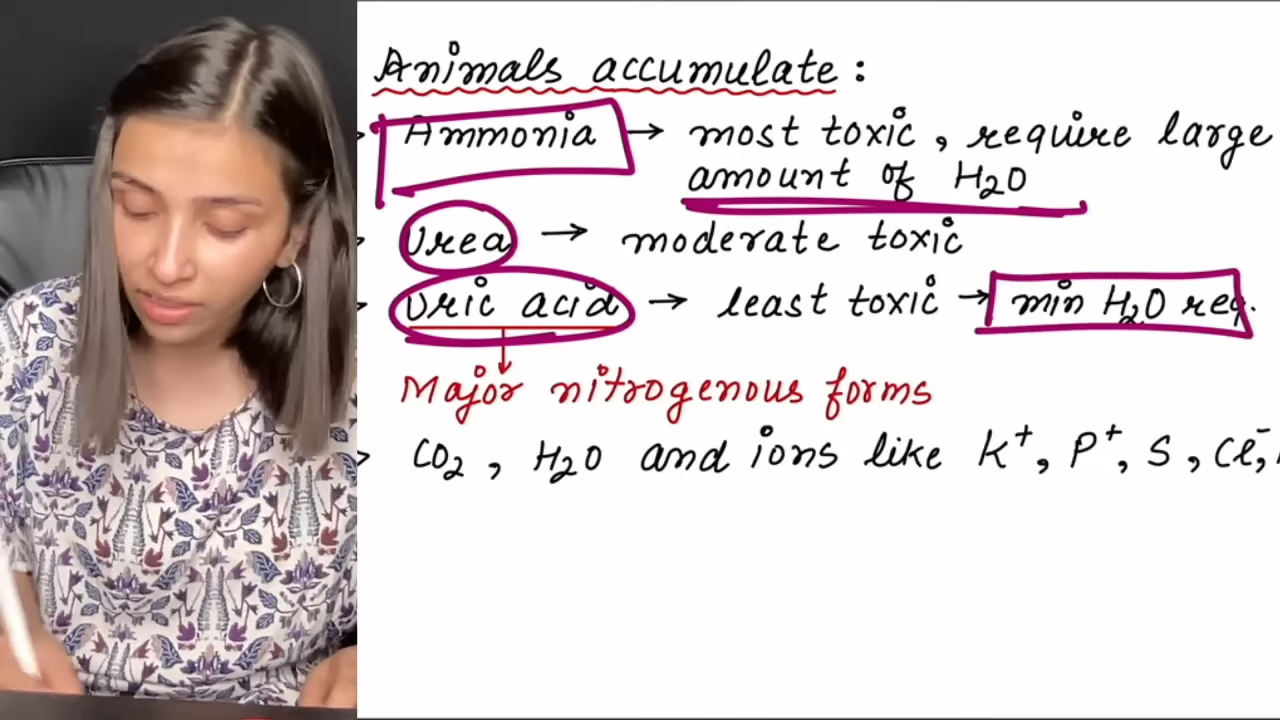 Animals accumulate :
Ammonia → most toxic , require large
amount of H2O
Urea → moderate toxic
Uric acid → least toxic → min H2O req.
Major nitrogenous forms
CO2 , H2O and ions like K+, P+, S , Cl-,